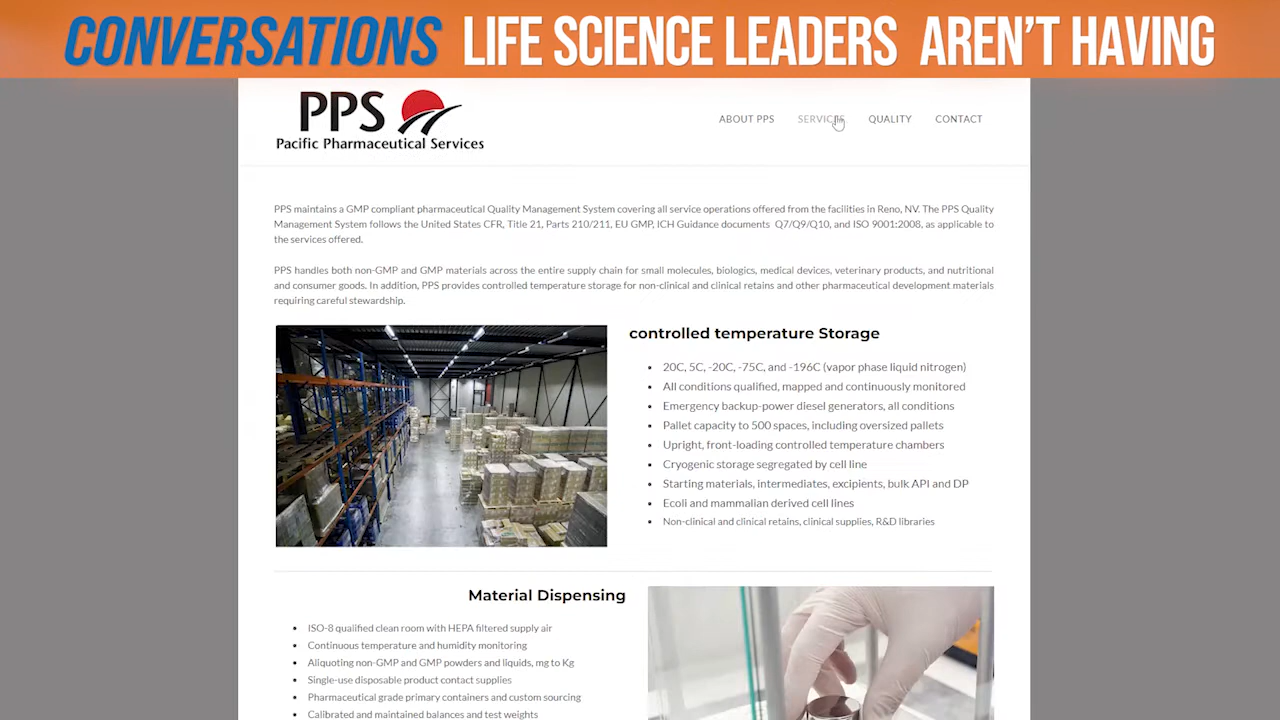 CONVERSATIONS LIFE SCIENCE LEADERS AREN'T HAVING
PPS
Pacific Pharmaceutical Services
ABOUT PPS SERVICES QUALITY CONTACT
PPS maintains a GMP compliant pharmaceutical Quality Management System covering all service operations offered from the facilities in Reno, NV. The PPS Quality
Management System follows the United States CFR, Title 21, Parts 210/211, EU GMP, ICH Guidance documents Q7/Q9/Q10, and ISO 9001:2008, as applicable to
the services offered.
PPS handles both non-GMP and GMP materials across the entire supply chain for small molecules, biologics, medical devices, veterinary products, and nutritional
and consumer goods. In addition, PPS provides controlled temperature storage for non-clinical and clinical retains and other pharmaceutical development materials
requiring careful stewardship.
controlled temperature Storage
• 20C, 5C, -20C, -75C, and -196C (vapor phase liquid nitrogen)
• All conditions qualified, mapped and continuously monitored
• Emergency backup-power diesel generators, all conditions
• Pallet capacity to 500 spaces, including oversized pallets
• Upright, front-loading controlled temperature chambers
• Cryogenic storage segregated by cell line
• Starting materials, intermediates, excipients, bulk API and DP
• Ecoli and mammalian derived cell lines
• Non-clinical and clinical retains, clinical supplies, R&D libraries
Material Dispensing
• ISO-8 qualified clean room with HEPA filtered supply air
• Continuous temperature and humidity monitoring
• Aliquoting non-GMP and GMP powders and liquids, mg to Kg
• Single-use disposable product contact supplies
• Pharmaceutical grade primary containers and custom sourcing
• Calibrated and maintained balances and test weights